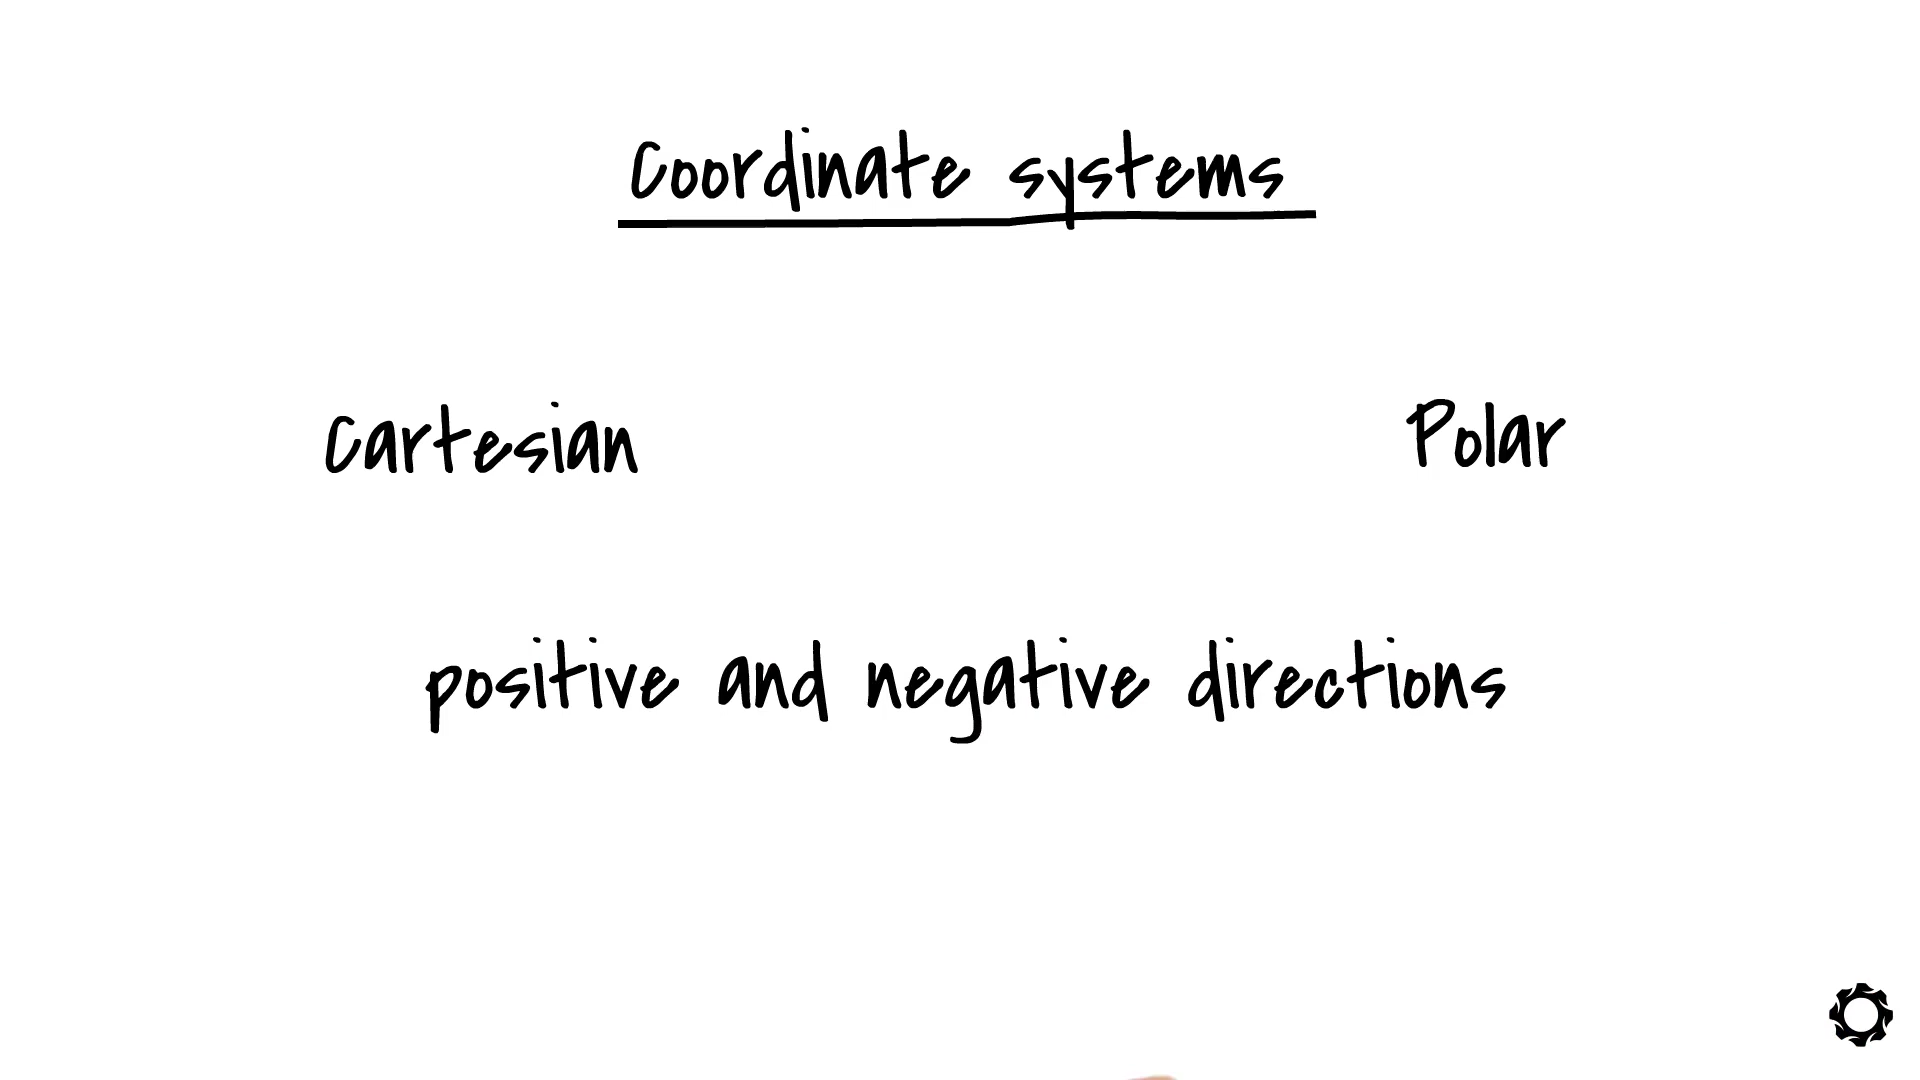 Coordinate systems
Cartesian Polar
positive and negative directions